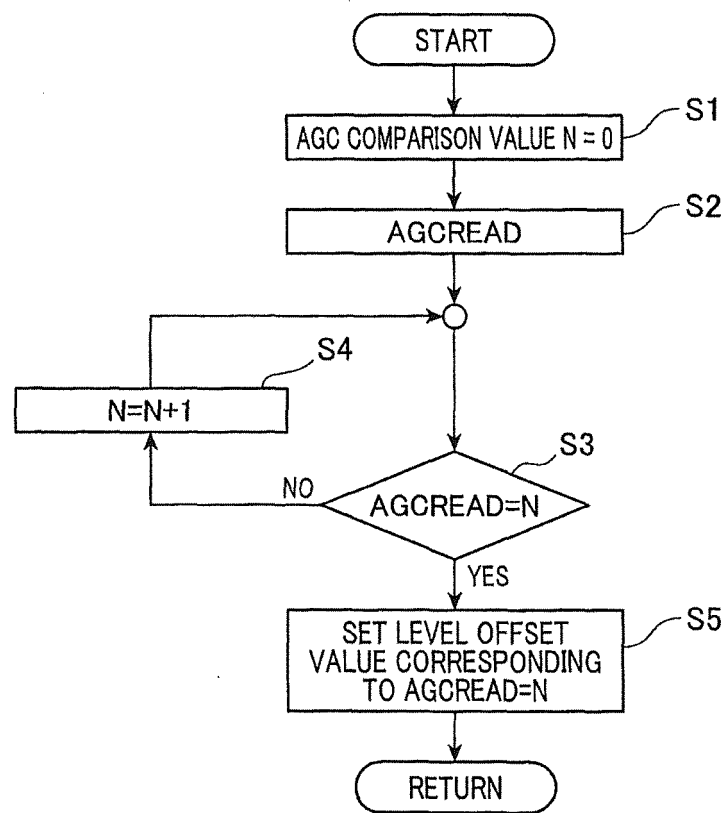 START
S1
AGC COMPARISON VALUE N = 0
S2
AGCREAD
S4
N=N+1
S3
NO
AGCREAD=N
YES
S5
SET LEVEL OFFSET
VALUE CORRESPONDING
TO AGCREAD=N
RETURN